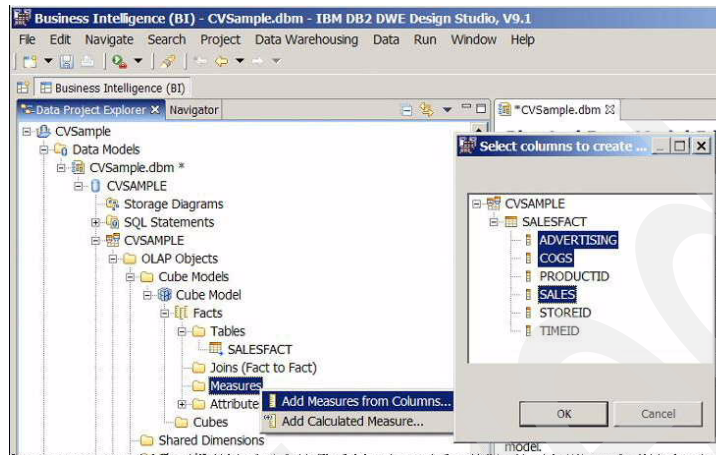 Business Intelligence (BI) - CVSample.dbm - IBM DB2 DWE Design Studio, V9.1
File Edit Navigate Search Project Data Warehousing Data Run Window Help
Business Intelligence (BI)
Data Project Explorer Navigator
*CVSample.dbm
CVSample
Data Models
CVSample.dbm *
CVSAMPLE
Storage Diagrams
SQL Statements
CVSAMPLE
OLAP Objects
Cube Models
Cube Model
Facts
Tables
SALESFACT
Joins (Fact to Fact)
Measures
Attribute
Cubes
Shared Dimensions
Add Measures from Columns...
Add Calculated Measure...
Select columns to create ...
CVSAMPLE
SALESFACT
ADVERTISING
COGS
PRODUCTID
SALES
STOREID
TIMEID
OK Cancel
model.